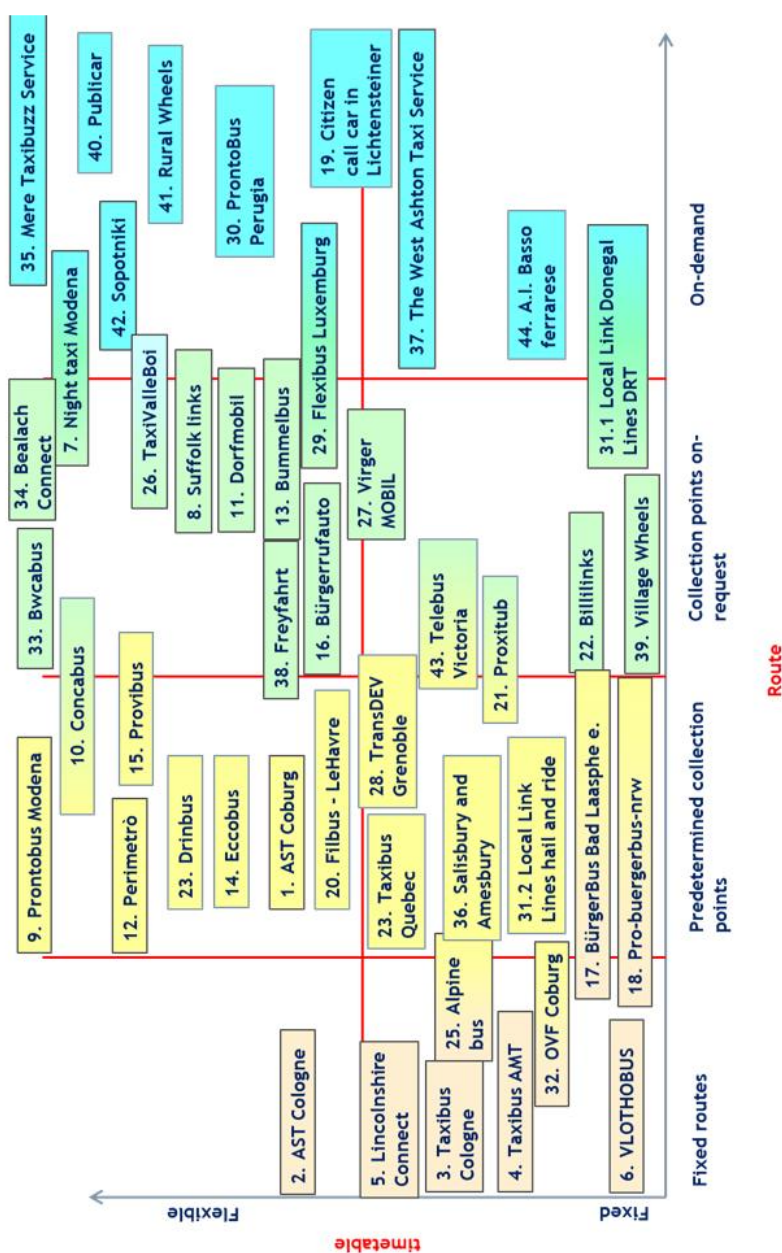 35. Mere Taxibuzz Service
40. Publicar
41. Rural Wheels
30. ProntoBus
Perugia
19. Citizen
call car in
Lichtensteiner
37. The West Ashton Taxi Service
44. A.I. Basso
ferrarese
42. Sopotniki
7. Night taxi Modena
34. Bealach
Connect
26. TaxiValleBoi
8. Suffolk links
11. Dorfmobil
13. Bummelbus
29. Flexibus Luxemburg
31.1 Local Link Donegal
Lines DRT
27. Virger
MOBIL
33. Bwcabus
38. Freyfahrt
16. Bürgerrufauto
22. Billilinks
39. Village Wheels
10. Concabus
15. Provibus
43. Telebus
Victoria
21. Proxitub
9. Prontobus Modena
12. Perimetrò
23. Drinbus
14. Eccobus
1. AST Coburg
20. Filbus - LeHavre
28. TransDEV
Grenoble
23. Taxibus
Quebec
36. Salisbury and
Amesbury
31.2 Local Link
Lines hail and ride
17. BürgerBus Bad Laasphe e.
18. Pro-buergerbus-nrw
2. AST Cologne
5. Lincolnshire
Connect
3. Taxibus
Cologne
25. Alpine
bus
4. Taxibus AMT
32. OVF Coburg
6. VLOTHOBUS
Flexible
timetable
Fixed
Fixed routes
Predetermined collection
points
Collection points on-
request
On-demand
Route